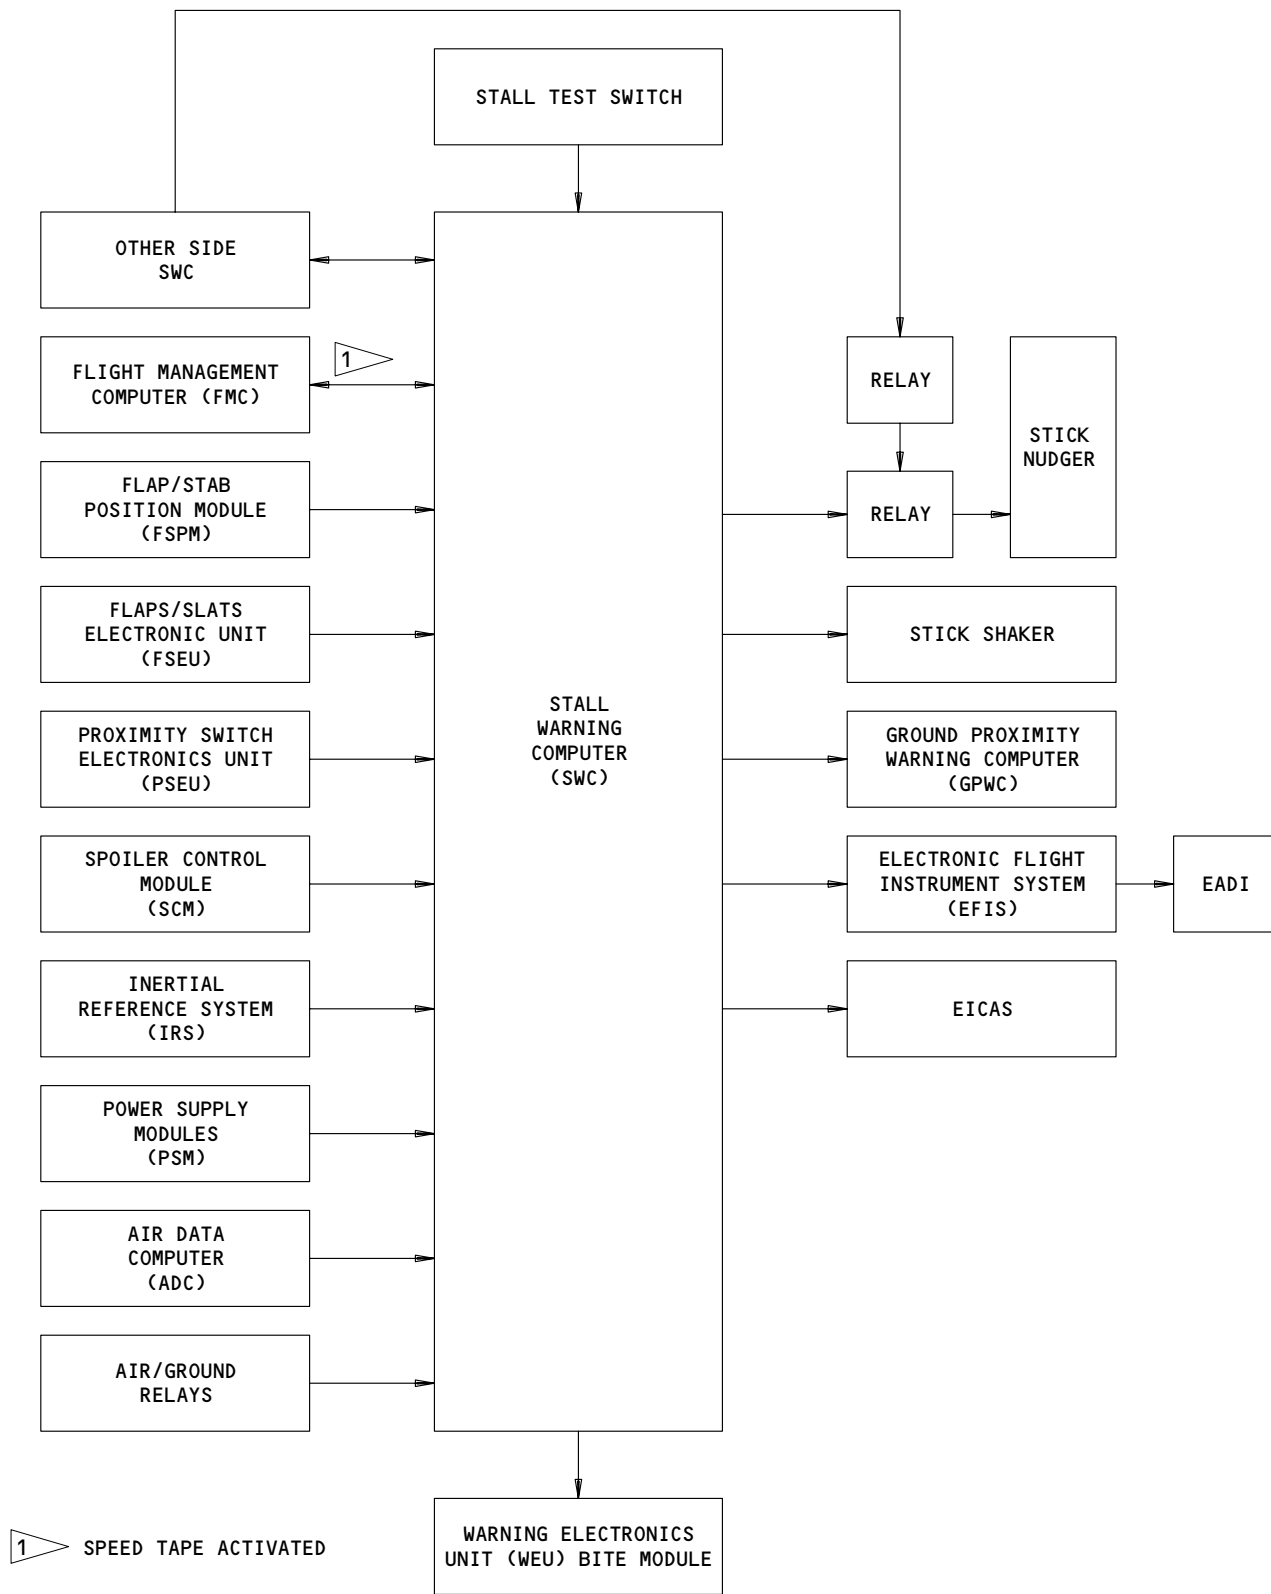 STALL TEST SWITCH
OTHER SIDE
SWC
FLIGHT MANAGEMENT
COMPUTER (FMC)
1
FLAP/STAB
POSITION MODULE
(FSPM)
FLAPS/SLATS
ELECTRONIC UNIT
(FSEU)
PROXIMITY SWITCH
ELECTRONICS UNIT
(PSEU)
SPOILER CONTROL
MODULE
(SCM)
INERTIAL
REFERENCE SYSTEM
(IRS)
POWER SUPPLY
MODULES
(PSM)
AIR DATA
COMPUTER
(ADC)
AIR/GROUND
RELAYS
STALL
WARNING
COMPUTER
(SWC)
RELAY
RELAY
STICK
NUDGER
STICK SHAKER
GROUND PROXIMITY
WARNING COMPUTER
(GPWC)
ELECTRONIC FLIGHT
INSTRUMENT SYSTEM
(EFIS)
EADI
EICAS
WARNING ELECTRONICS
UNIT (WEU) BITE MODULE
1 SPEED TAPE ACTIVATED